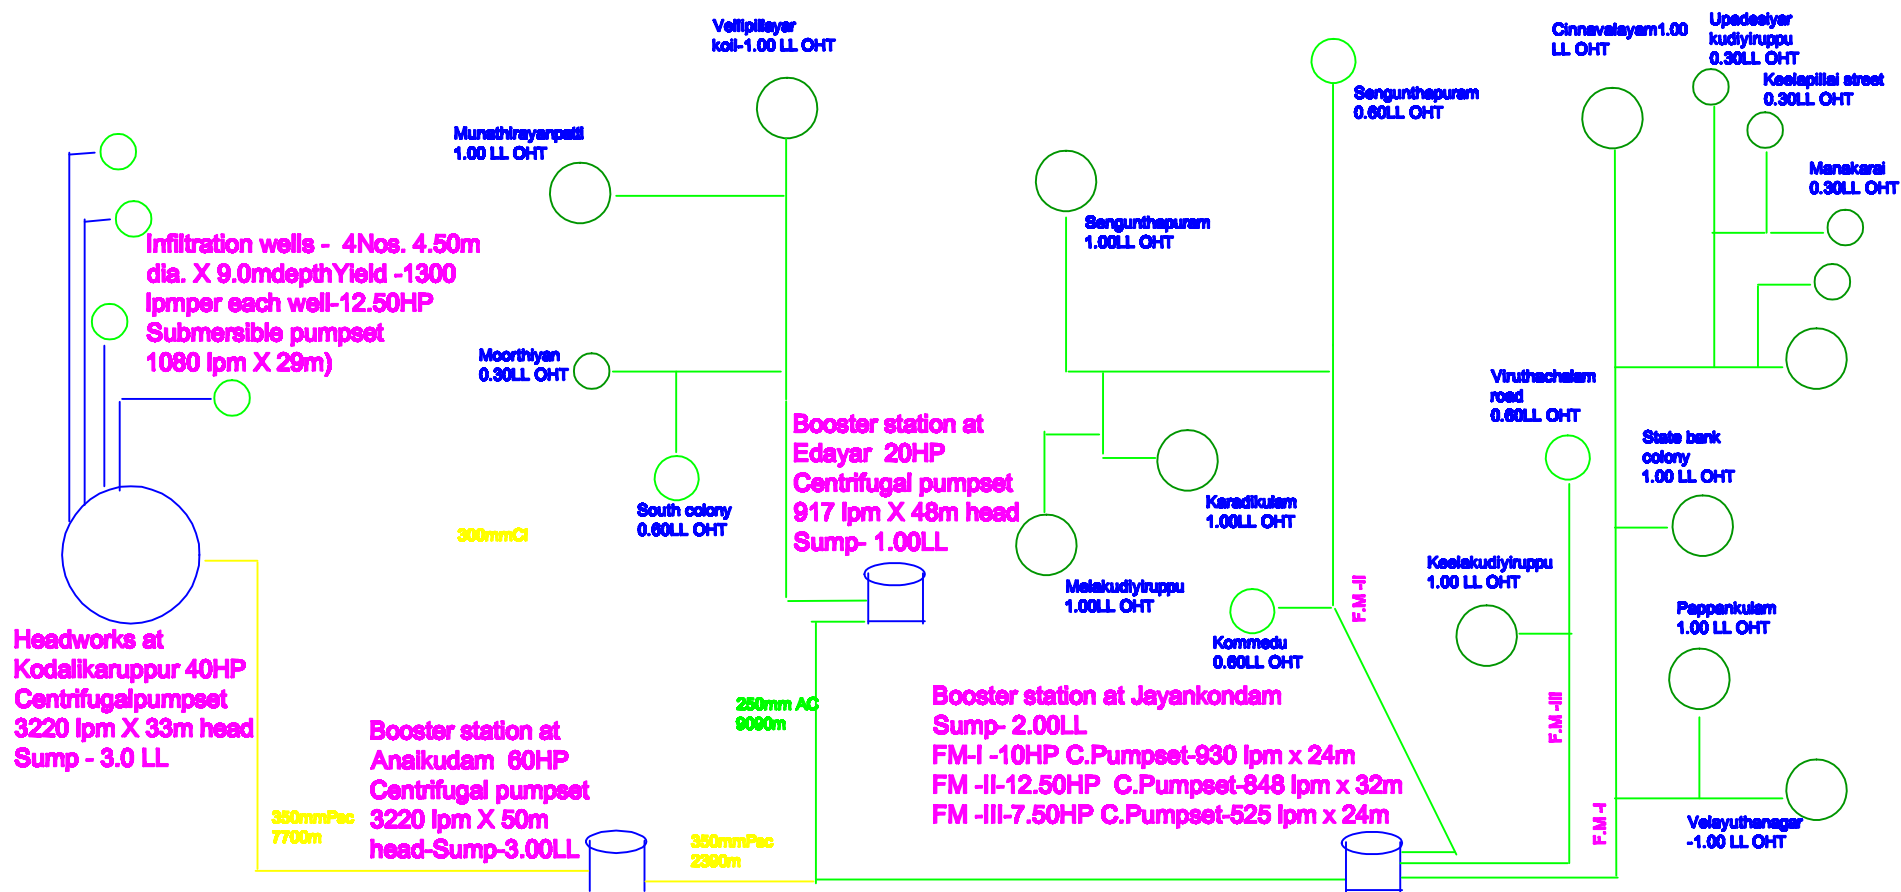 Vellipillayar
koil-1.00 LL OHT
Munathirayanpatti
1.00 LL OHT
Infiltration wells -  4Nos. 4.50m
dia. X 9.0mdepthYield -1300
lpmper each well-12.50HP
Submersible pumpset
1080 lpm X 29m)
Moorthiyan
0.30LL OHT
South colony
0.60LL OHT
300mmCI
Booster station at
Edayar  20HP
Centrifugal pumpset
917 lpm X 48m head
Sump- 1.00LL
Headworks at
Kodalikaruppur 40HP
Centrifugalpumpset
3220 lpm X 33m head
Sump - 3.0 LL
350mmPsc
7700m
Booster station at
Anaikudam  60HP
Centrifugal pumpset
3220 lpm X 50m
head-Sump-3.00LL
350mmPsc
2390m
250mm AC
9090m
Sengunthapuram
0.60LL OHT
Sengunthapuram
1.00LL OHT
Karadikulam
1.00LL OHT
Melakudiyiruppu
1.00LL OHT
Kommedu
0.60LL OHT
F.M -II
Booster station at Jayankondam
Sump- 2.00LL
FM-I -10HP C.Pumpset-930 lpm x 24m
FM -II-12.50HP  C.Pumpset-848 lpm x 32m
FM -III-7.50HP C.Pumpset-525 lpm x 24m
Cinnavalayam1.00
LL OHT
Upadesiyar
kudiyiruppu
0.30LL OHT
Keelapillai street
0.30LL OHT
Manakarai
0.30LL OHT
Viruthachalam
road
0.60LL OHT
State bank
colony
1.00 LL OHT
Keelakudiyiruppu
1.00 LL OHT
Pappankulam
1.00 LL OHT
F.M -III
F.M -I
Velayuthanagar
-1.00 LL OHT